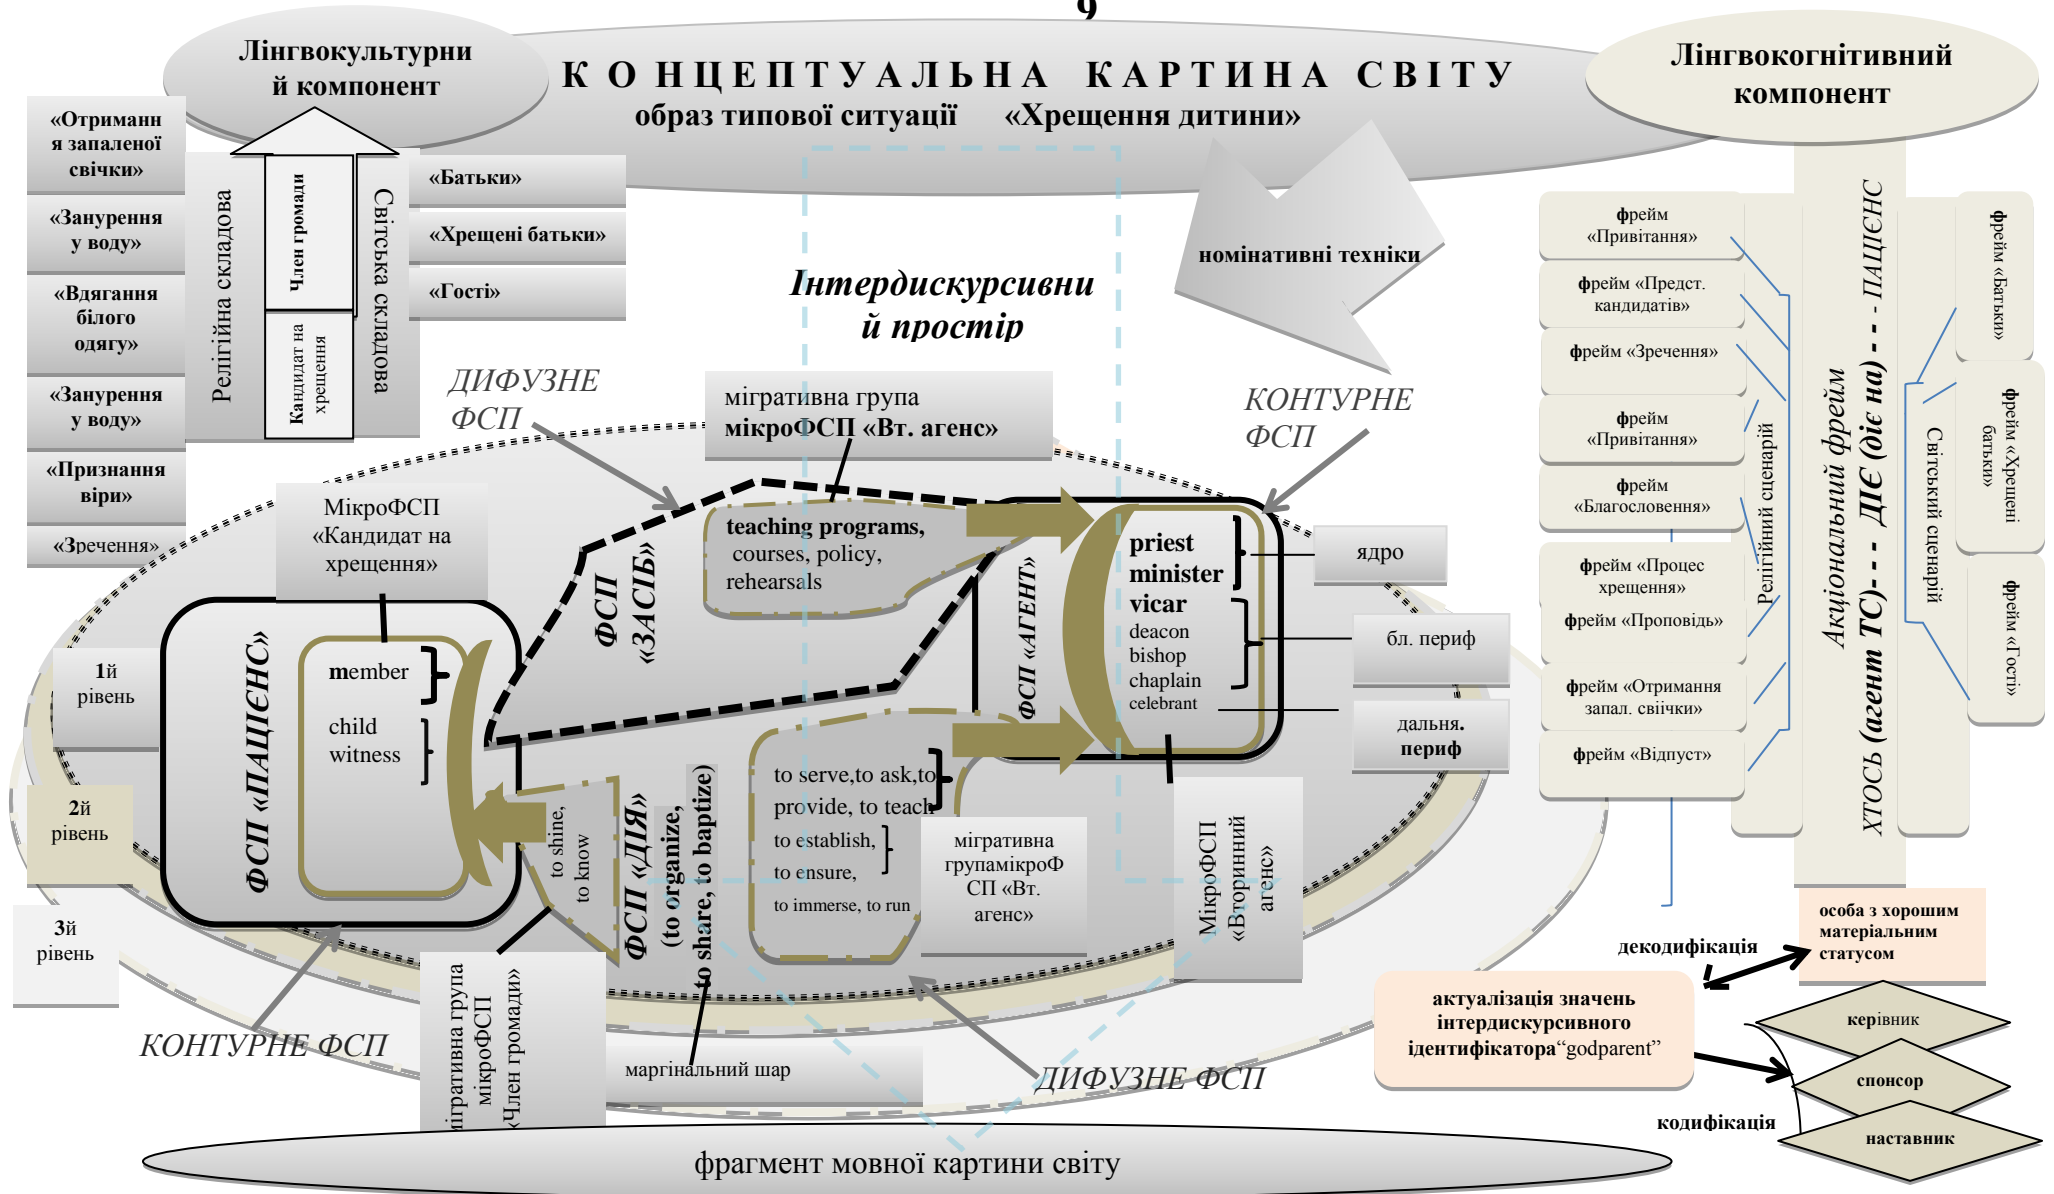 9
Лінгвокультурни
й компонент
К О Н Ц Е П Т У А Л Ь Н А К А Р Т И Н А С В І Т У
образ типової ситуації «Хрещення дитини»
Лінгвокогнітивний
компонент
«Отриманн
я запаленої
свічки»
«Занурення
у воду»
«Вдягання
білого
одягу»
«Занурення
у воду»
«Признання
віри»
«Зречення»
Релігійна складова
Член громади
Кандидат на
хрещення
Світська складова
«Батьки»
«Хрещені батьки»
«Гості»
Інтердискурсивни
й простір
номінативні техніки
ДИФУЗНЕ
ФСП
мігративна група
мікроФСП «Вт. агенс»
КОНТУРНЕ
ФСП
МікроФСП
«Кандидат на
хрещення»
ФСП
«ЗАСІБ»
teaching programs,
courses, policy,
rehearsals
ФСП «АГЕНТ»
priest
minister
vicar
deacon
bishop
chaplain
celebrant
ядро
бл. периф
дальня.
периф
1й
рівень
2й
рівень
3й
рівень
ФСП «ПАЦІЄНС»
member
child
witness
to shine,
to know
ФСП «ДІЯ»
(to organize,
to share, to baptize)
to serve,to ask,to
provide, to teach
to establish,
to ensure,
to immerse, to run
мігративна
групамікроФ
СП «Вт.
агенс»
МікроФСП
«Вторинний
агенс»
КОНТУРНЕ ФСП
мігративна група
мікроФСП
«Член громади»
маргінальний шар
ДИФУЗНЕ ФСП
фрагмент мовної картини світу
фрейм
«Привітання»
фрейм «Предст.
кандидатів»
фрейм «Зречення»
фрейм
«Привітання»
фрейм
«Благословення»
фрейм «Процес
хрещення»
фрейм «Проповідь»
фрейм «Отримання
запал. свіічки»
фрейм «Відпуст»
Релігійний сценарій
Акціональний фрейм
ХТОСЬ (агент ТС)- - - ДІЄ (діє на) - - - ПАЦІЄНС
Світський сценарій
фрейм «Батьки»
фрейм «Хрещені
батьки»
фрейм «Гості»
особа з хорошим
матеріальним
статусом
декодифікація
актуалізація значень
інтердискурсивного
ідентифікатора“godparent”
керівник
спонсор
кодифікація
наставник